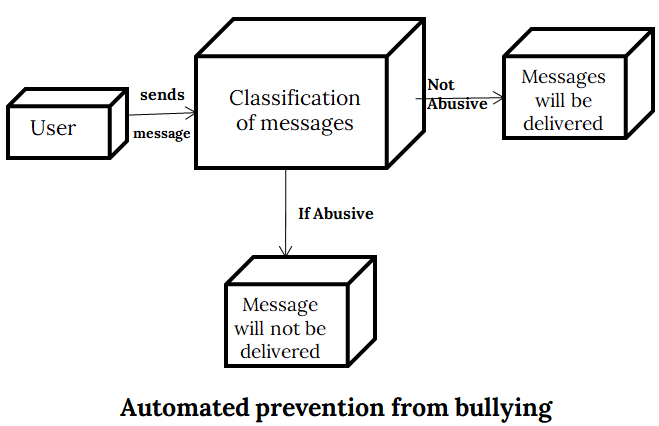 User
sends
message
Classification
of messages
Not
Abusive
Messages
will be
delivered
If Abusive
Message
will not be
delivered
Automated prevention from bullying